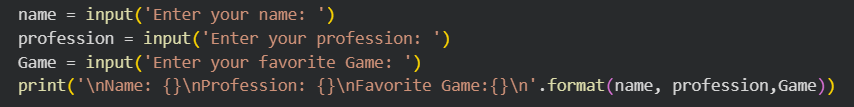 name = input('Enter your name: ')
profession = input('Enter your profession: ')
Game = input('Enter your favorite Game: ')
print('\nName: {}\nProfession: {}\nFavorite Game:{}\n'.format(name, profession,Game))